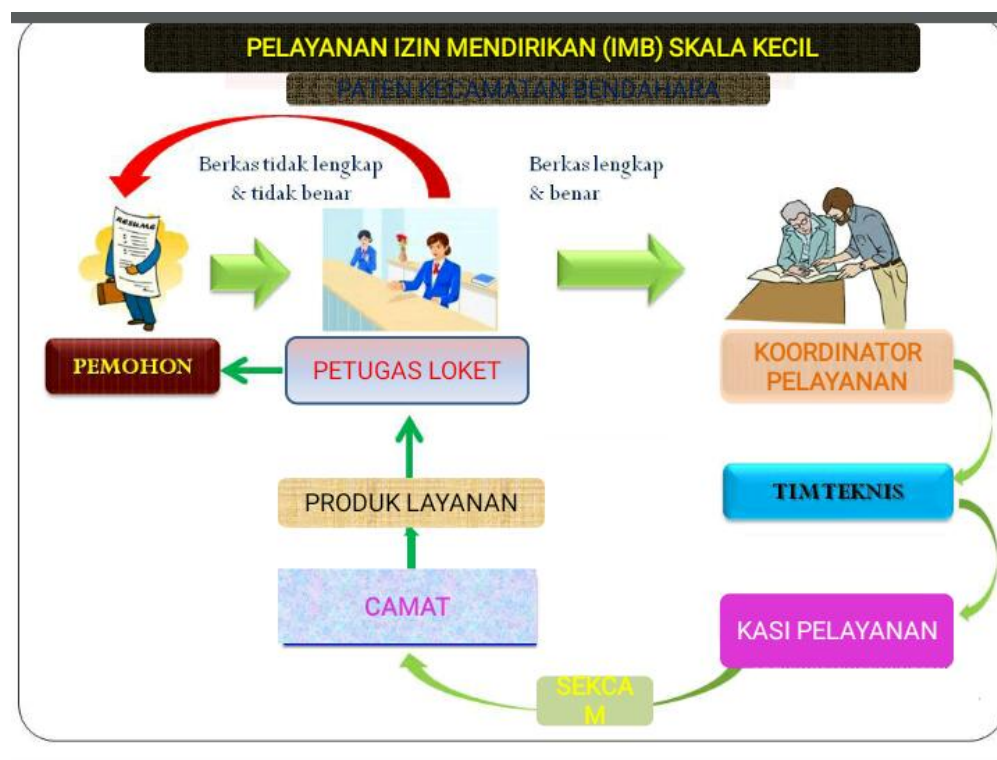 PELAYANAN IZIN MENDIRIKAN (IMB) SKALA KECIL
PATEN KECAMATAN BENDAHARA
Berkas tidak lengkap
& tidak benar
Berkas lengkap
& benar
RESUME
PEMOHON
PETUGAS LOKET
KOORDINATOR
PELAYANAN
TIM TEKNIS
PRODUK LAYANAN
CAMAT
KASI PELAYANAN
SEKCA
M